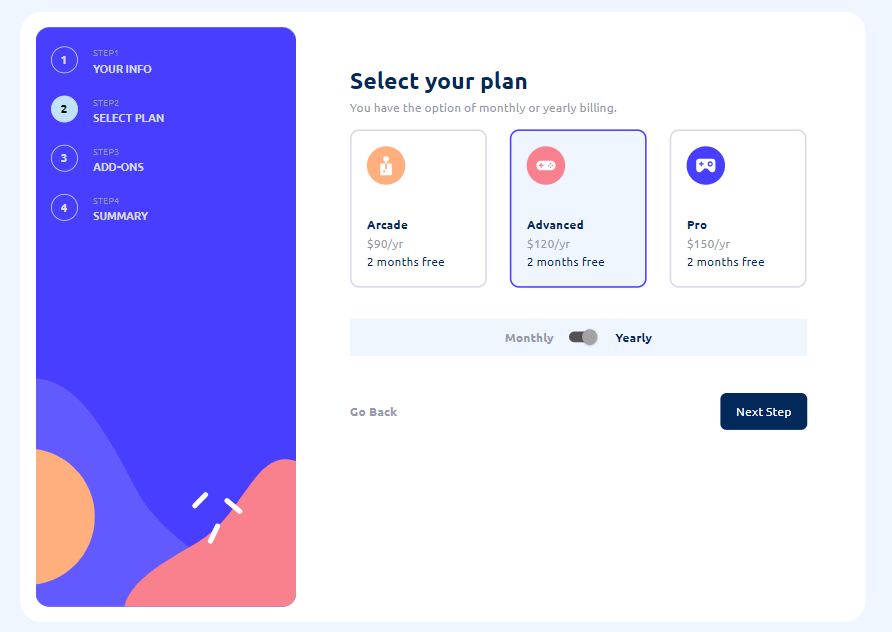 1
STEP1
YOUR INFO
2
STEP2
SELECT PLAN
3
STEP3
ADD-ONS
4
STEP4
SUMMARY
Select your plan
You have the option of monthly or yearly billing.
Arcade
$90/yr
2 months free
Advanced
$120/yr
2 months free
Pro
$150/yr
2 months free
Monthly
Yearly
Go Back
Next Step